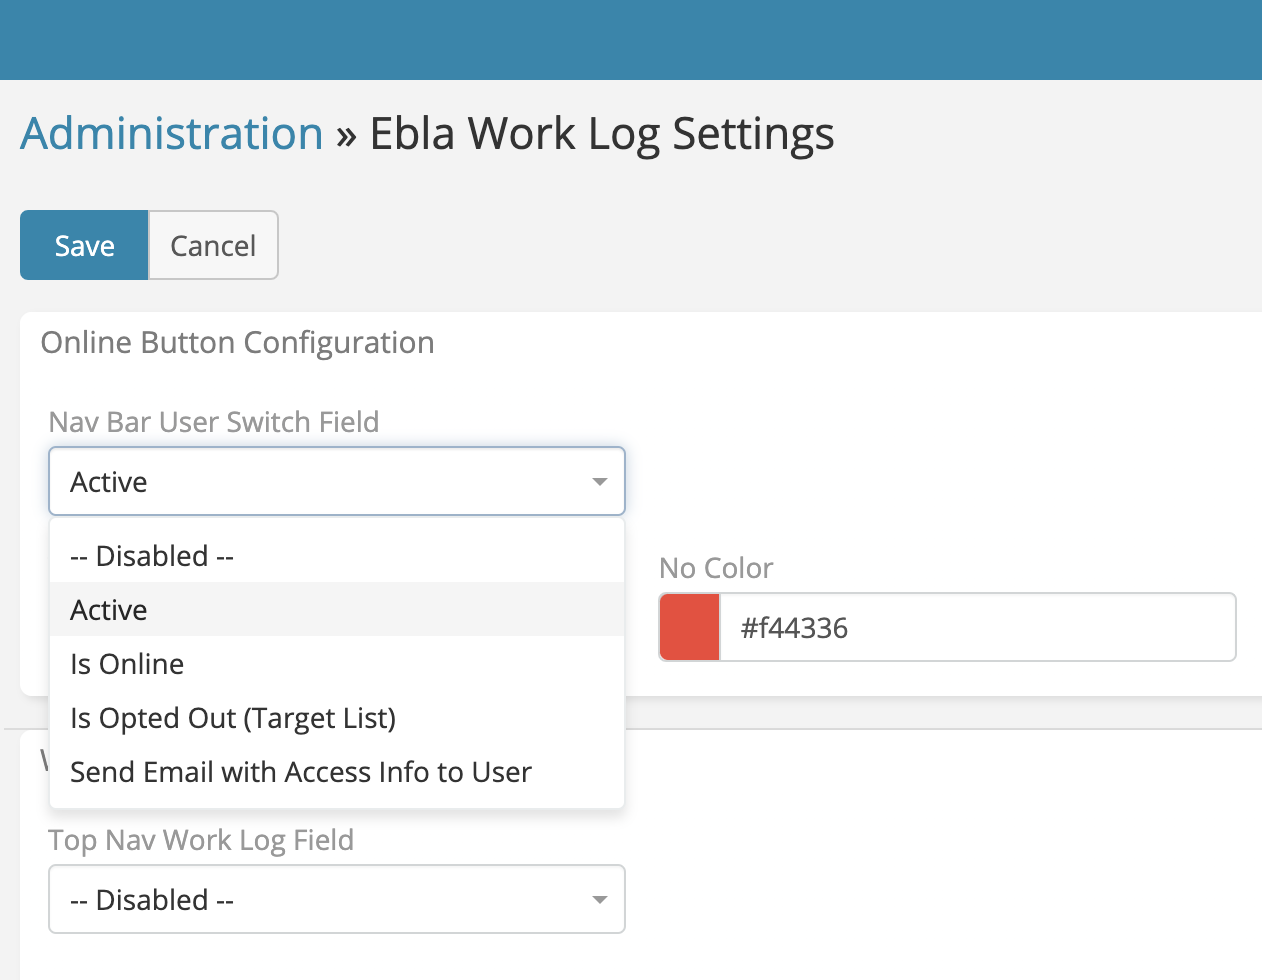 Administration » Ebla Work Log Settings
Save Cancel
Online Button Configuration
Nav Bar User Switch Field
Active
-- Disabled --
Active
Is Online
Is Opted Out (Target List)
Send Email with Access Info to User
No Color
#f44336
Top Nav Work Log Field
-- Disabled --